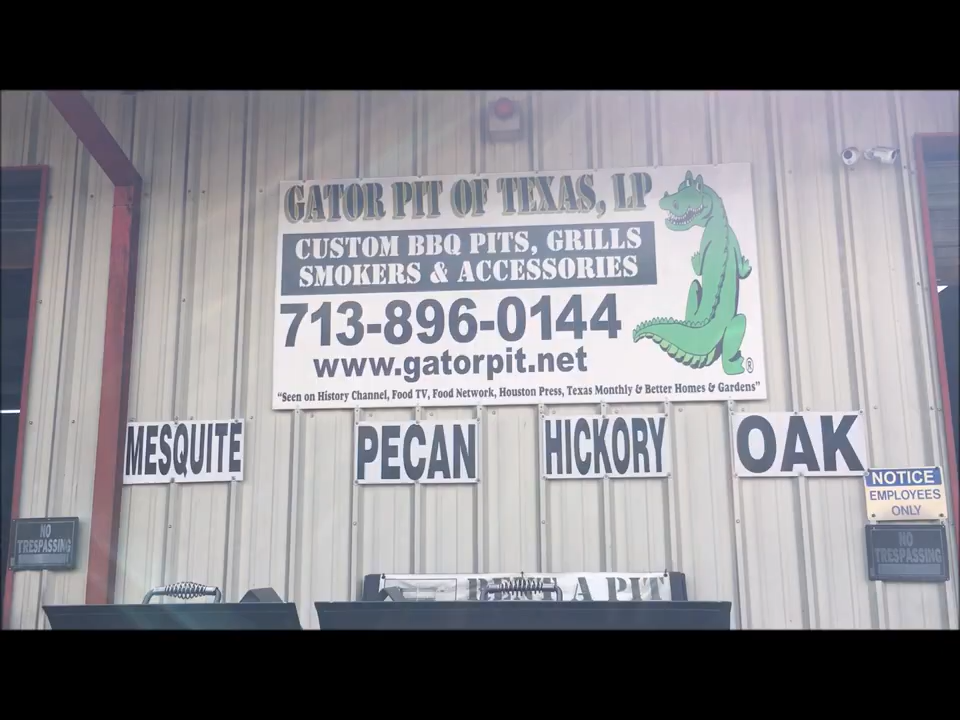 GATOR PIT OF TEXAS, LP
CUSTOM BBQ PITS, GRILLS
SMOKERS & ACCESSORIES
713-896-0144
www.gatorpit.net
®
"Seen on History Channel, Food TV, Food Network, Houston Press, Texas Monthly & Better Homes & Gardens"
MESQUITE
PECAN
HICKORY
OAK
NOTICE
EMPLOYEES
ONLY
NO
TRESPASSING
NO
TRESPASSING
A PIT